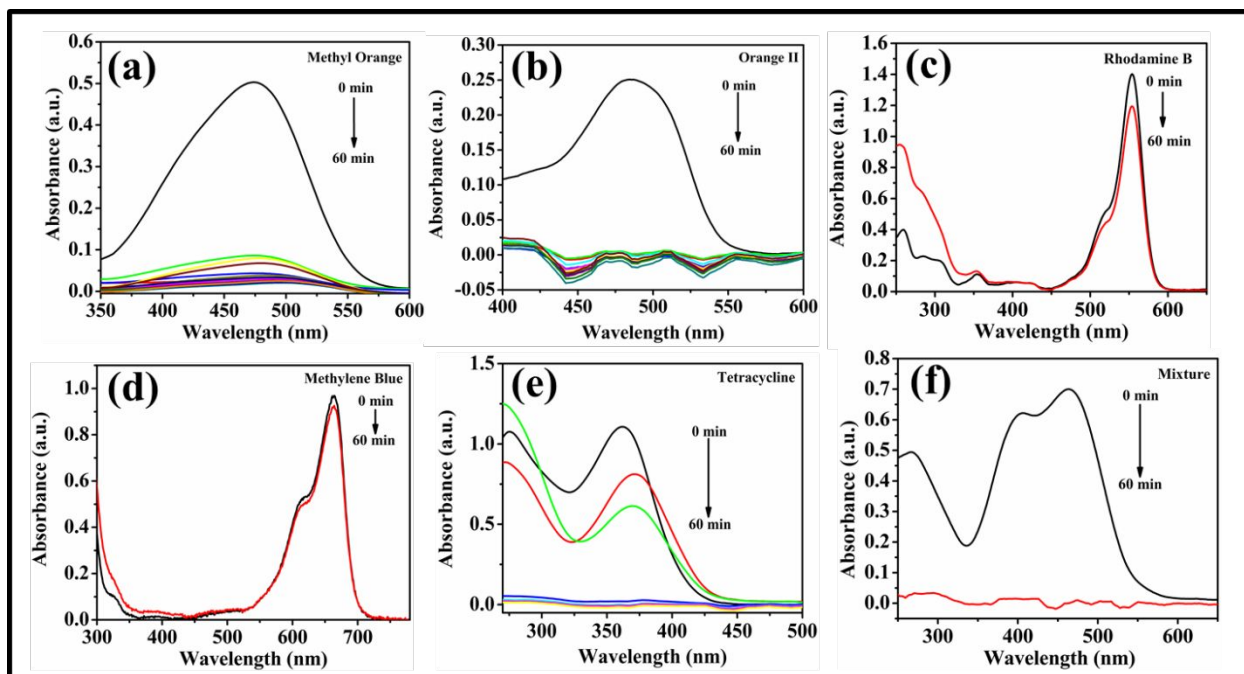 (a)
Methyl Orange
0 min
60 min
Absorbance (a.u.)
0.6
0.5
0.4
0.3
0.2
0.1
0.0
350 400 450 500 550 600
Wavelength (nm)
(b)
Orange II
0 min
60 min
Absorbance (a.u.)
0.30
0.25
0.20
0.15
0.10
0.05
0.00
-0.05
400 450 500 550 600
Wavelength (nm)
(c)
Rhodamine B
0 min
60 min
Absorbance (a.u.)
1.6
1.4
1.2
1.0
0.8
0.6
0.4
0.2
0.0
300 400 500 600
Wavelength (nm)
(d)
Methylene Blue
0 min
60 min
Absorbance (a.u.)
1.0
0.8
0.6
0.4
0.2
0.0
300 400 500 600 700
Wavelength (nm)
(e)
Tetracycline
0 min
60 min
Absorbance (a.u.)
1.5
1.0
0.5
0.0
300 350 400 450 500
Wavelength (nm)
(f)
Mixture
0 min
60 min
Absorbance (a.u.)
0.8
0.7
0.6
0.5
0.4
0.3
0.2
0.1
0.0
300 400 500 600
Wavelength (nm)